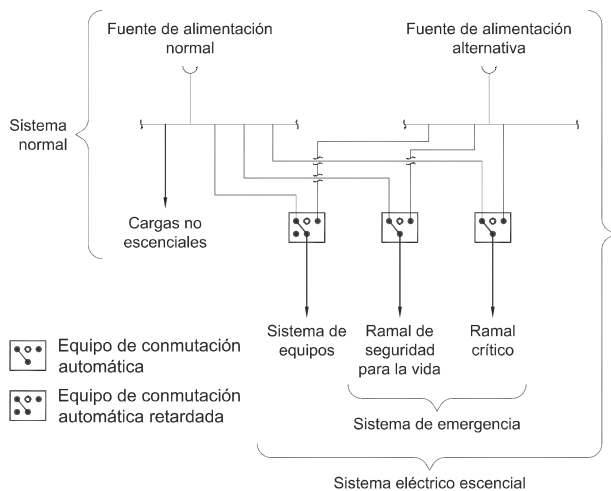 Fuente de alimentación
normal
Fuente de alimentación
alternativa
Sistema
normal
Cargas no
escenciales
Sistema de
equipos
Ramal de
seguridad
para la vida
Ramal
crítico
Equipo de conmutación
automática
Equipo de conmutación
automática retardada
Sistema de emergencia
Sistema eléctrico escencial